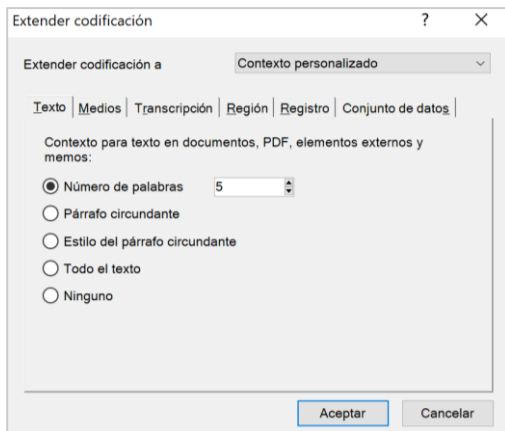 Extender codificación ?
Extender codificación a Contexto personalizado
Texto Medios Transcripción Región Registro Conjunto de datos
Contexto para texto en documentos, PDF, elementos externos y
memos:
Número de palabras 5
Párrafo circundante
Estilo del párrafo circundante
Todo el texto
Ninguno
Aceptar Cancelar